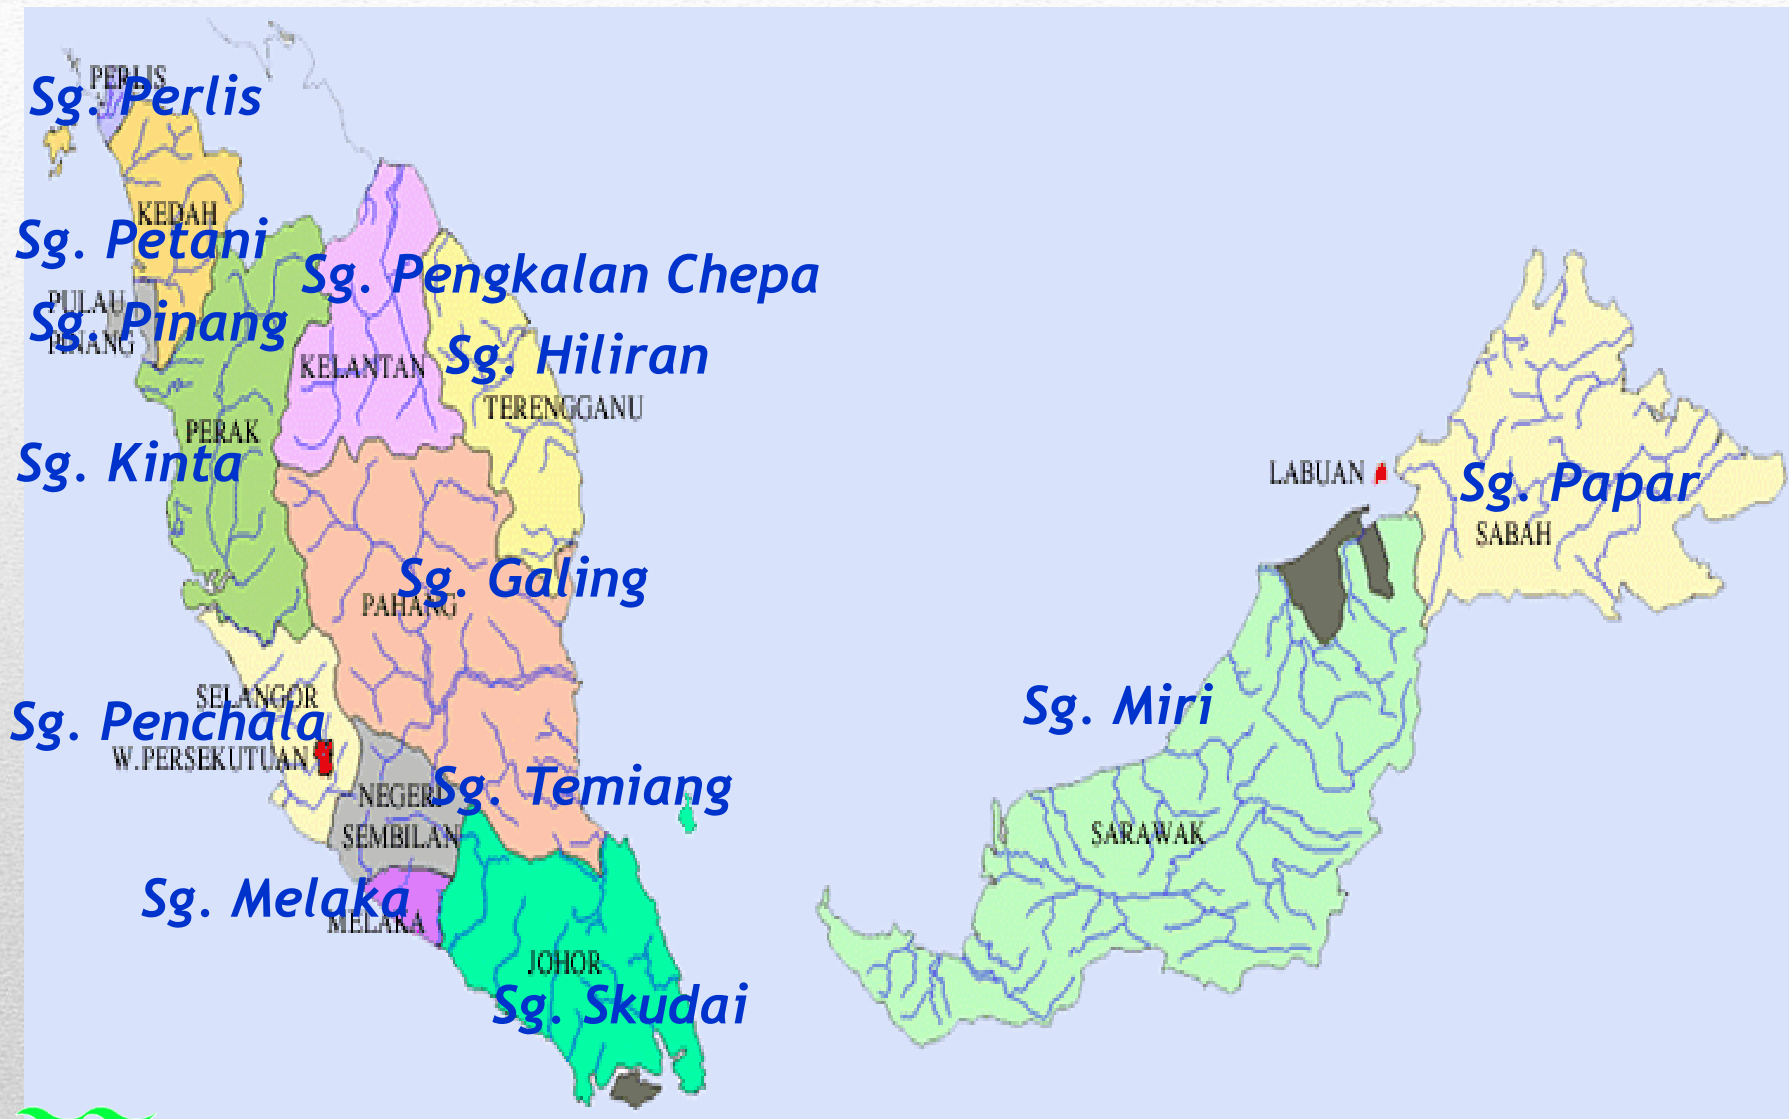 PERLIS
Sg. Perlis
KEDAH
Sg. Petani
Sg. Pengkalan Chepa
PULAU
Sg. Pinang
PINANG
Sg. Hiliran
KELANTAN
TERENGGANU
PERAK
Sg. Kinta
LABUAN
Sg. Papar
SABAH
Sg. Galing
PAHANG
SELANGOR
Sg. Penchala
Sg. Miri
W.PERSEKUTUAN
Sg. Temiang
NEGERI
SEMBILAN
SARAWAK
Sg. Melaka
MELAKA
JOHOR
Sg. Skudai